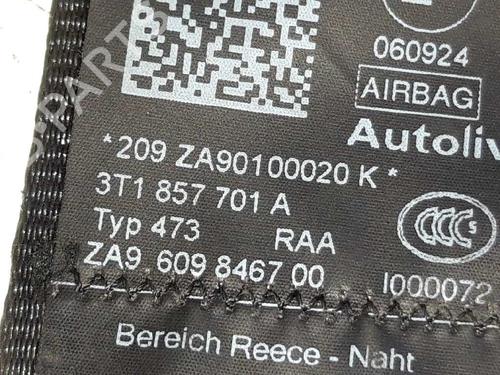 060924
AIRBAG
Autoliv
*209 ZA90100020 K*
3T1 857 701 A
Typ 473 RAA
ZA9 609 8467 00
I000072
CCC S
Bereich Reece - Naht